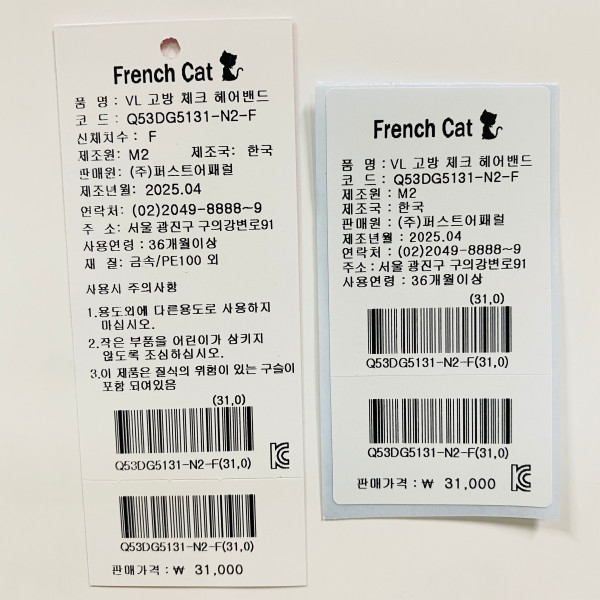 French Cat
품 명 : VL 고방 체크 헤어밴드
코 드 : Q53DG5131-N2-F
신체치수 : F
제조원: M2 제조국: 한국
판매원: (주)퍼스트어패럴
제조년월: 2025.04
연락처: (02)2049-8888~9
주 소: 서울 광진구 구의강변로91
사용연령 : 36개월이상
재 질: 금속/PE100 외
사용시 주의사항
1.용도외에 다른용도로 사용하지
마십시오.
2.작은 부품을 어린이가 삼키지
않도록 조심하십시오.
3.이 제품은 질식의 위험이 있는 구슬이
포함 되여있음
(31,0)
Q53DG5131-N2-F(31,0)
Q53DG5131-N2-F(31,0)
판매가격 : ₩ 31,000
French Cat
품 명 : VL 고방 체크 헤어밴드
코 드 : Q53DG5131-N2-F
제조원 : M2
제조국 : 한국
판매원 : (주)퍼스트어패럴
제조년월 : 2025.04
연락처 : (02)2049-8888~9
주소 : 서울 광진구 구의강변로91
사용연령 : 36개월이상
(31,0)
Q53DG5131-N2-F(31,0)
Q53DG5131-N2-F(31,0)
판매가격 : ₩ 31,000